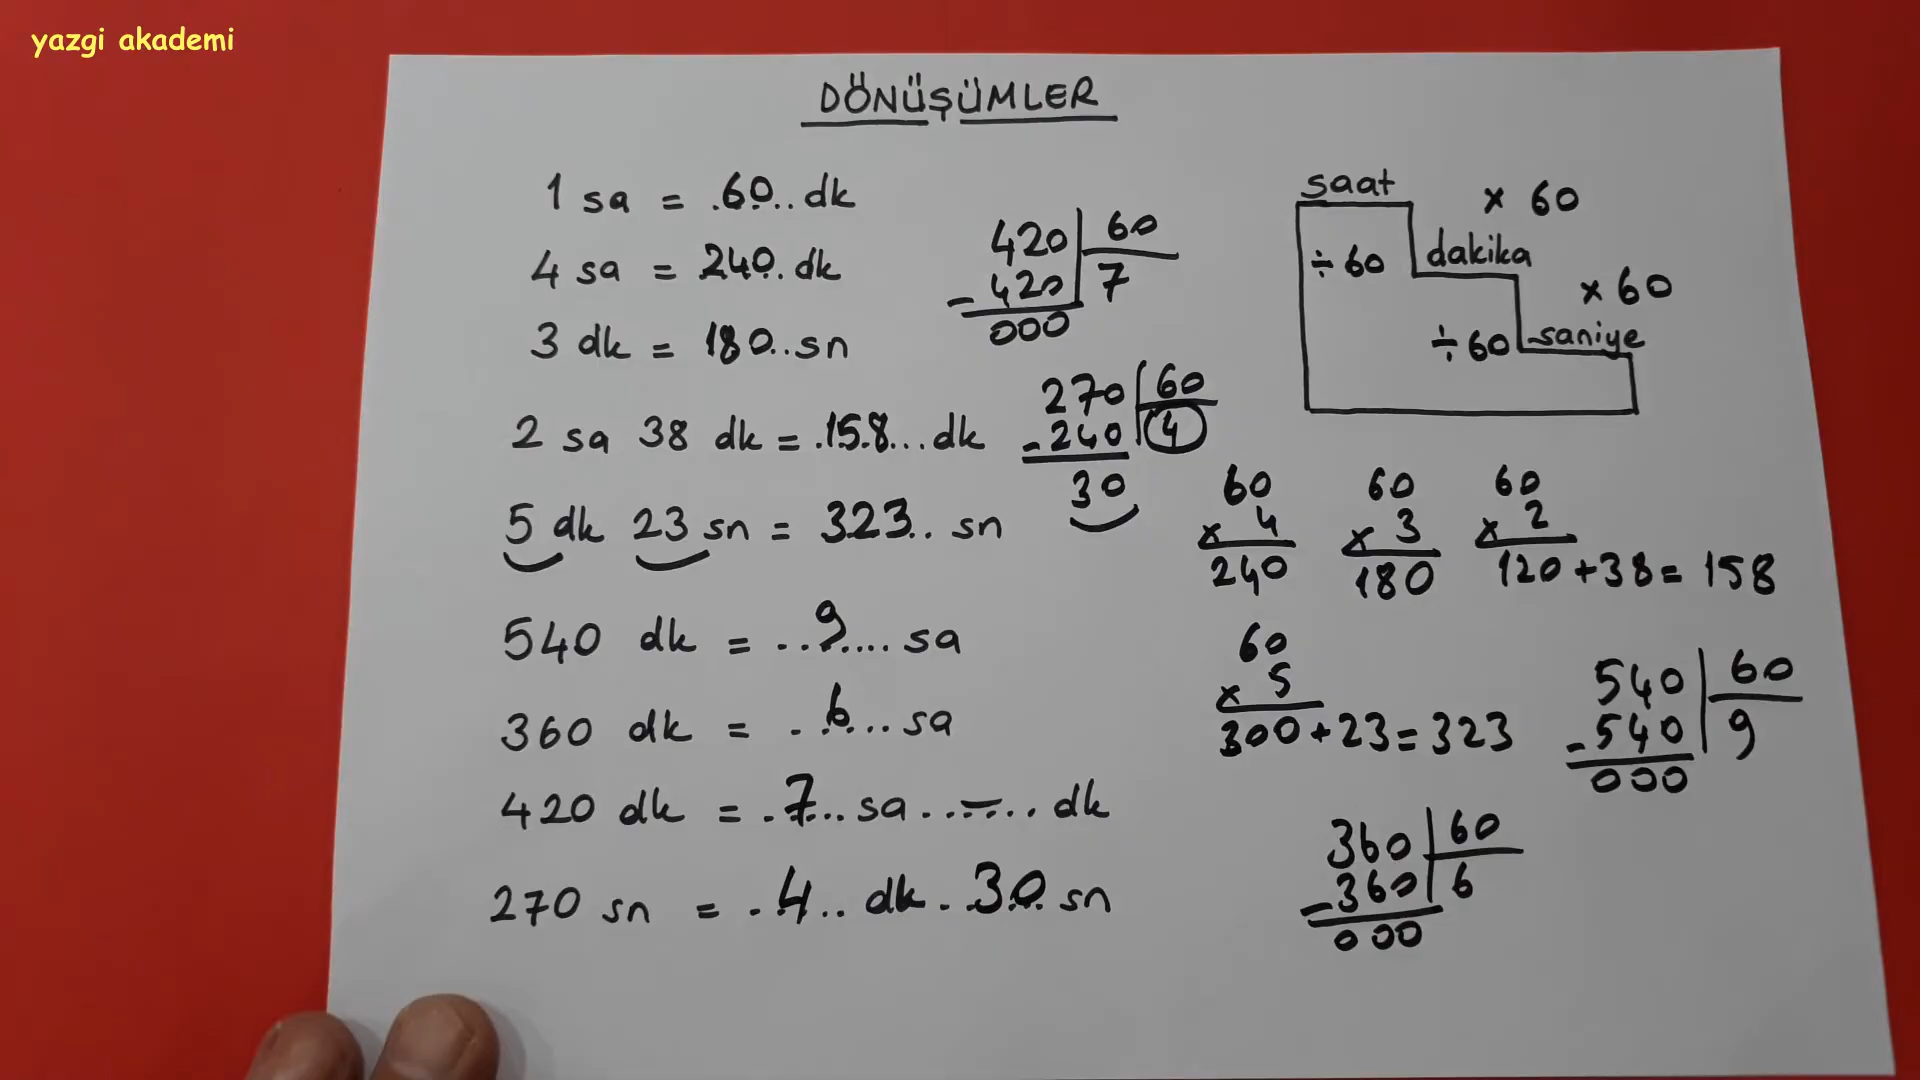 yazgi akademi
DÖNÜŞÜMLER
1 sa = .60.. dk
4 sa = 240. dk
3 dk = 180..sn
2 sa 38 dk = .158... dk
5 dk 23 sn = 323.. sn
540 dk = ..9.... sa
360 dk = ..6... sa
420 dk = .7.. sa ..–... dk
270 sn = .4.. dk. 30 sn
420 | 60
- 420 | 7
000
270 | 60
- 240 | 4
30
saat
x 60
÷ 60
dakika
x 60
÷ 60
saniye
60
x 4
240
60
x 3
180
60
x 2
120 + 38 = 158
60
x 5
300 + 23 = 323
540 | 60
- 540 | 9
000
360 | 60
- 360 | 6
000